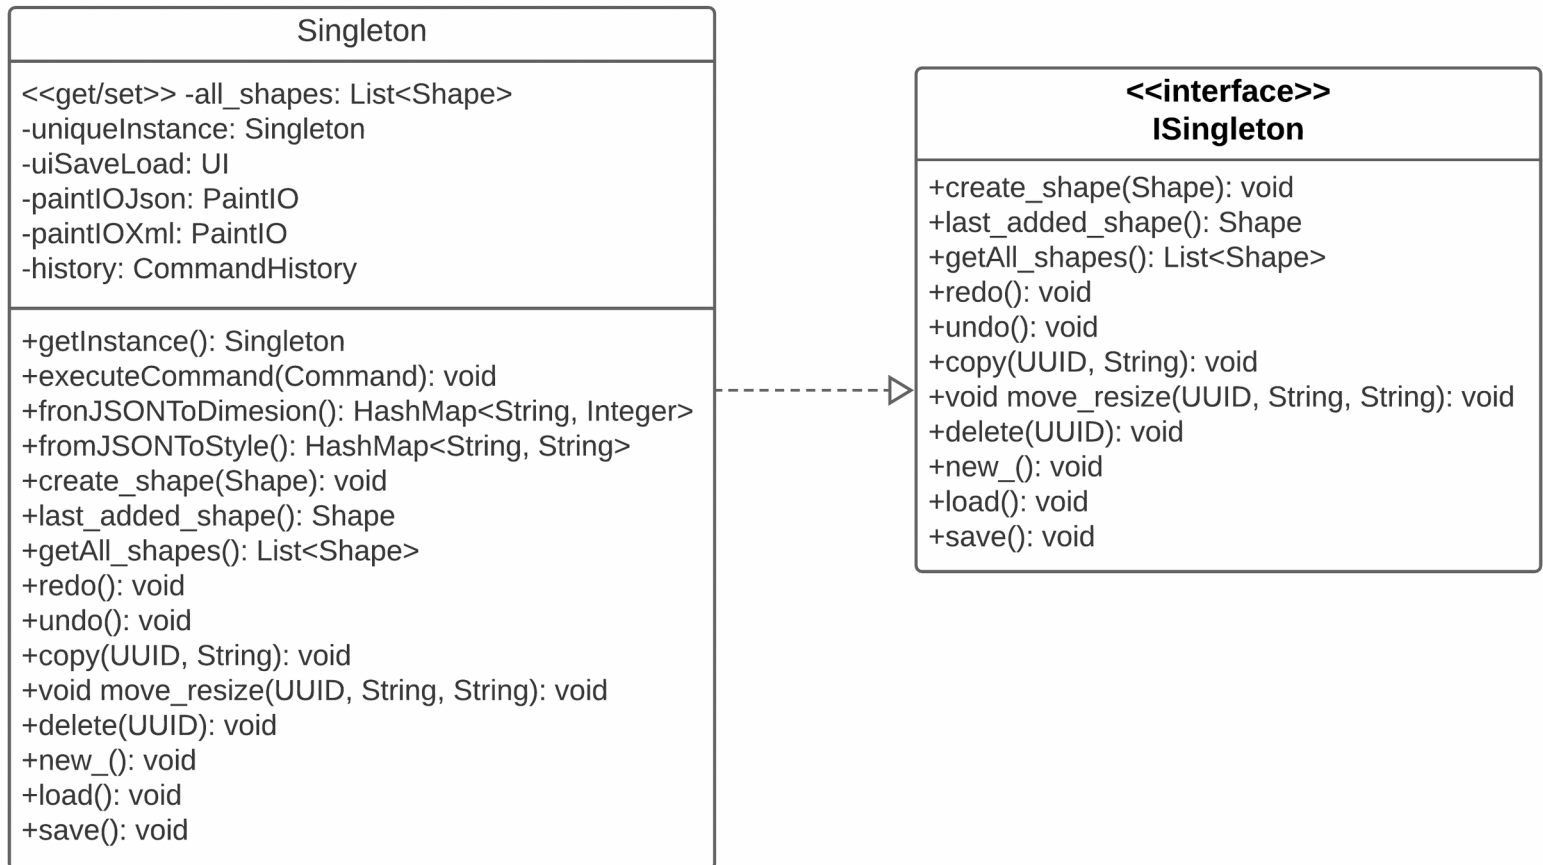 Singleton
<<get/set>> -all_shapes: List<Shape>
-uniqueInstance: Singleton
-uiSaveLoad: UI
-paintIOJson: PaintIO
-paintIOXml: PaintIO
-history: CommandHistory
+getInstance(): Singleton
+executeCommand(Command): void
+fronJSONToDimesion(): HashMap<String, Integer>
+fromJSONToStyle(): HashMap<String, String>
+create_shape(Shape): void
+last_added_shape(): Shape
+getAll_shapes(): List<Shape>
+redo(): void
+undo(): void
+copy(UUID, String): void
+void move_resize(UUID, String, String): void
+delete(UUID): void
+new_(): void
+load(): void
+save(): void
<<interface>>
ISingleton
+create_shape(Shape): void
+last_added_shape(): Shape
+getAll_shapes(): List<Shape>
+redo(): void
+undo(): void
+copy(UUID, String): void
+void move_resize(UUID, String, String): void
+delete(UUID): void
+new_(): void
+load(): void
+save(): void